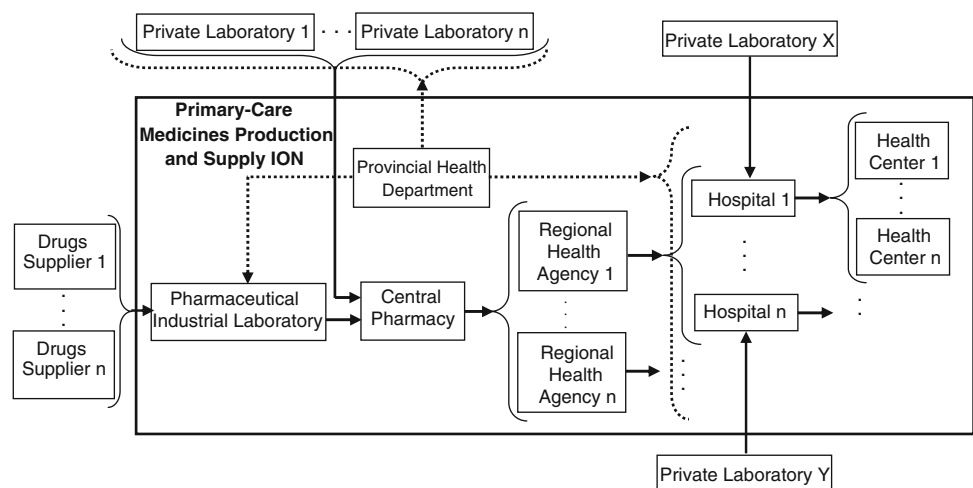 Private Laboratory 1 · · · Private Laboratory n
Private Laboratory X
Primary-Care
Medicines Production
and Supply ION
Provincial Health
Department
Health
Center 1
Hospital 1
Health
Center n
Drugs
Supplier 1
Regional
Health
Agency 1
Pharmaceutical
Industrial Laboratory
Central
Pharmacy
Hospital n
Drugs
Supplier n
Regional
Health
Agency n
Private Laboratory Y